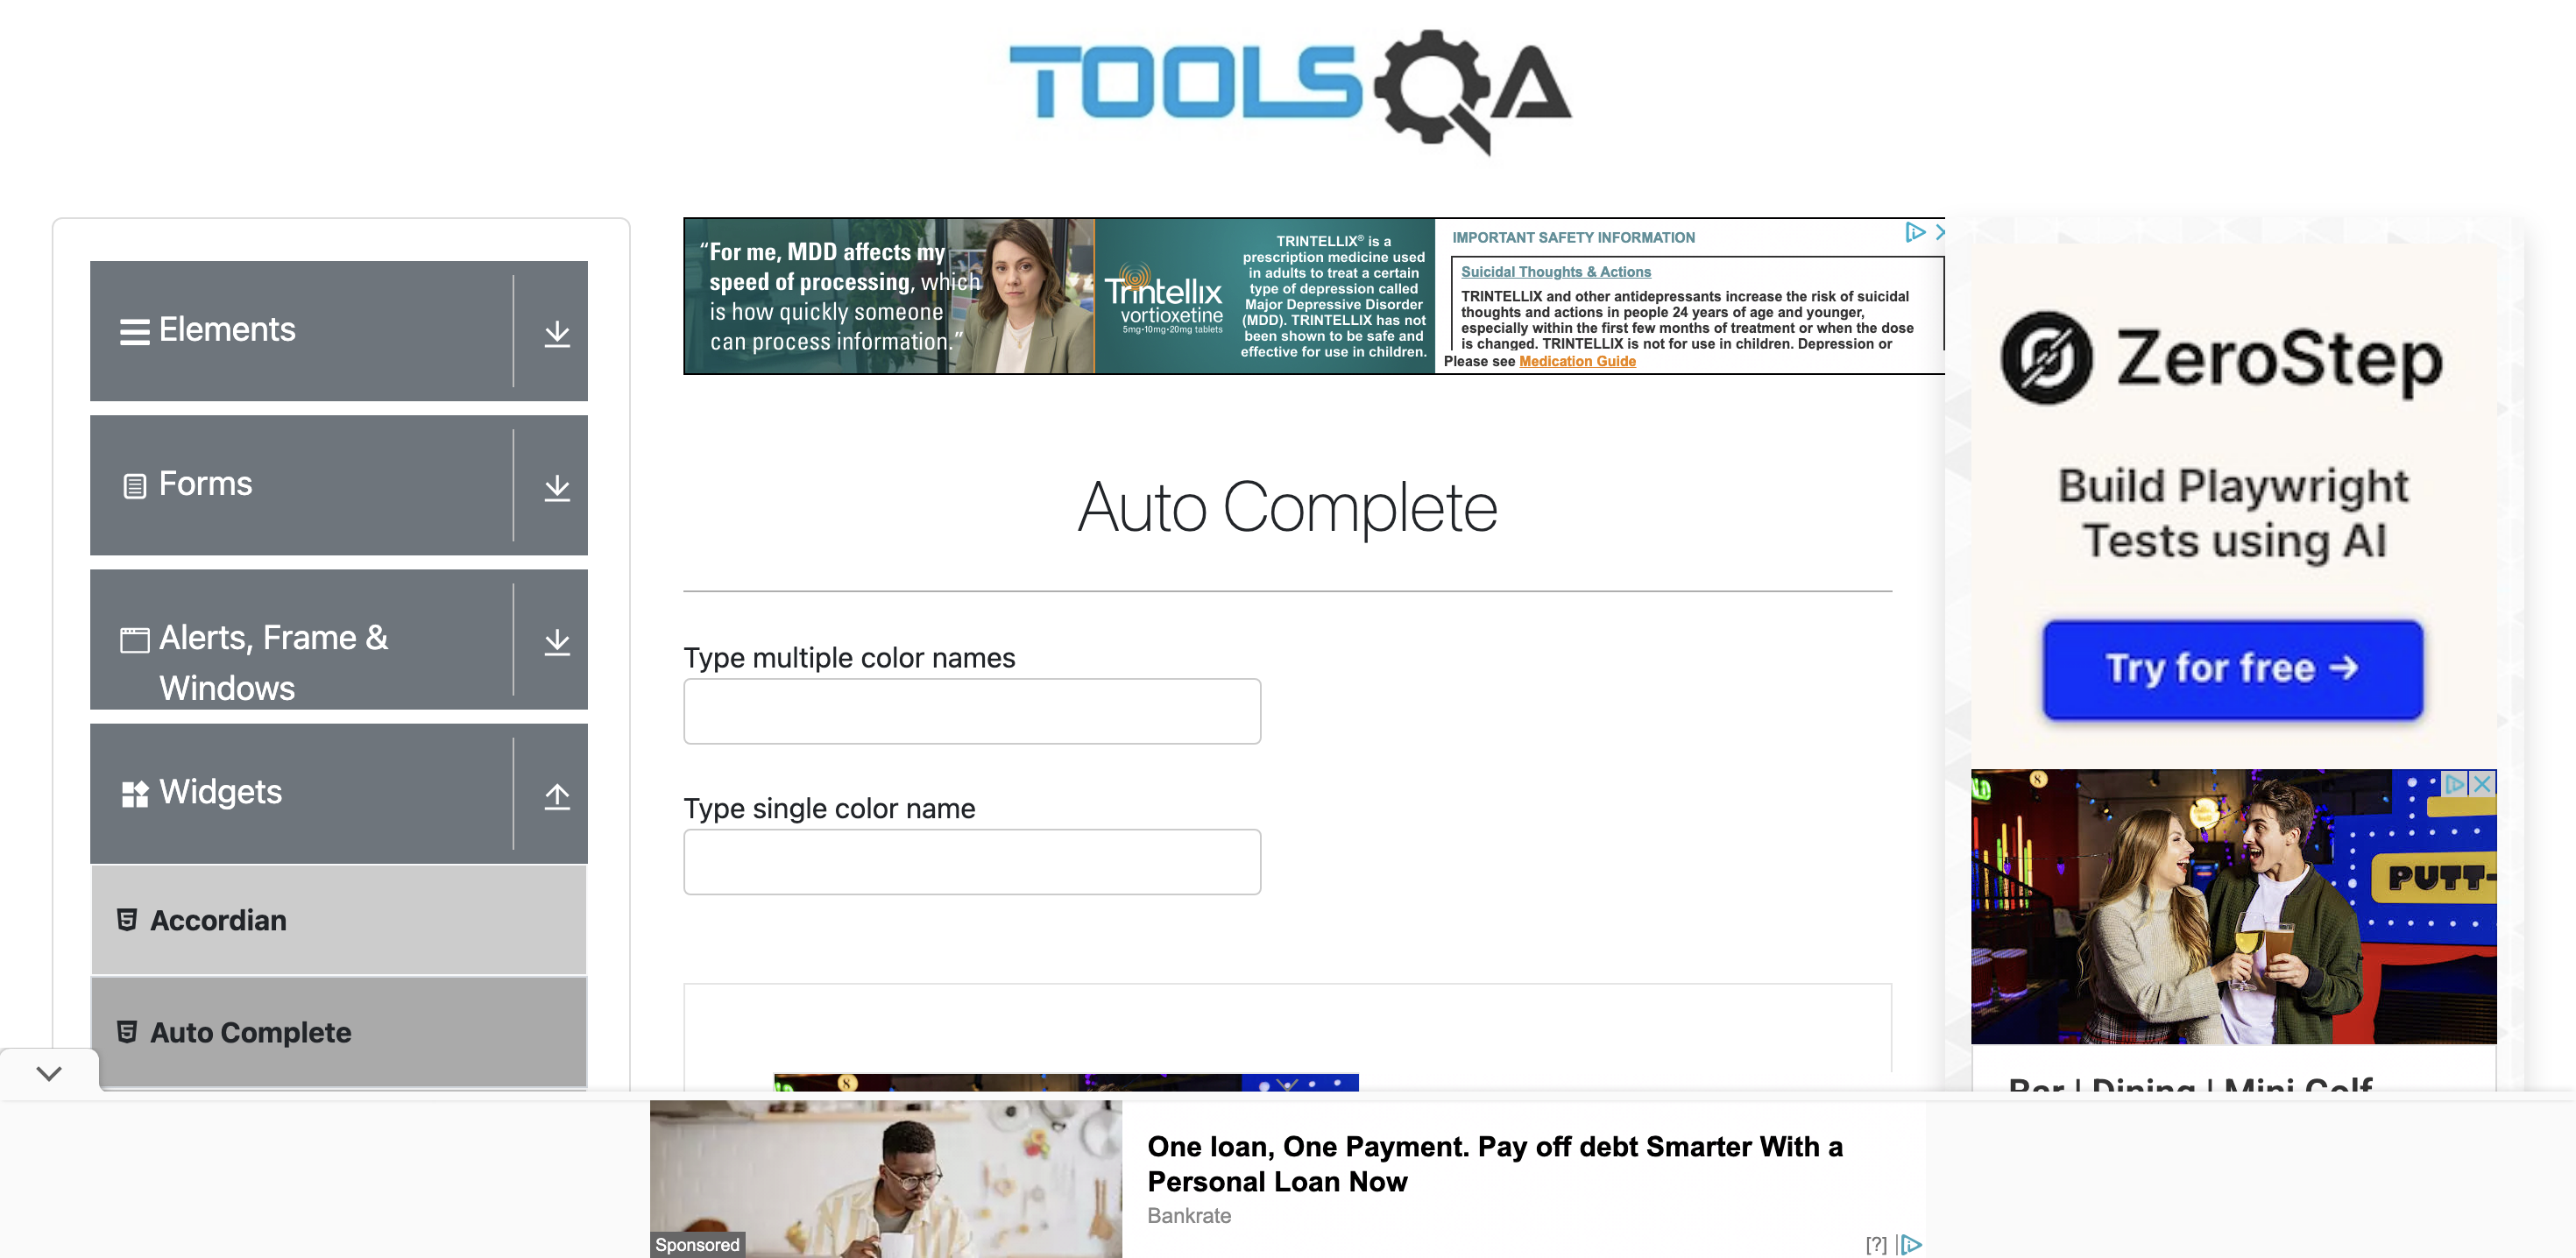 TOOLSQA
Elements
Forms
Alerts, Frame &
Windows
Widgets
Accordian
Auto Complete
“For me, MDD affects my
speed of processing, which
is how quickly someone
can process information.”
Trintellix
vortioxetine
5mg•10mg•20mg tablets
TRINTELLIX® is a
prescription medicine used
in adults to treat a certain
type of depression called
Major Depressive Disorder
(MDD). TRINTELLIX has not
been shown to be safe and
effective for use in children.
IMPORTANT SAFETY INFORMATION
Suicidal Thoughts & Actions
TRINTELLIX and other antidepressants increase the risk of suicidal
thoughts and actions in people 24 years of age and younger,
especially within the first few months of treatment or when the dose
is changed. TRINTELLIX is not for use in children. Depression or
Please see Medication Guide
Auto Complete
Type multiple color names
Type single color name
8
ZeroStep
Build Playwright
Tests using AI
Try for free →
8
PUTT-
Bar | Dining | Mini Golf
One loan, One Payment. Pay off debt Smarter With a
Personal Loan Now
Bankrate
Sponsored
[?]